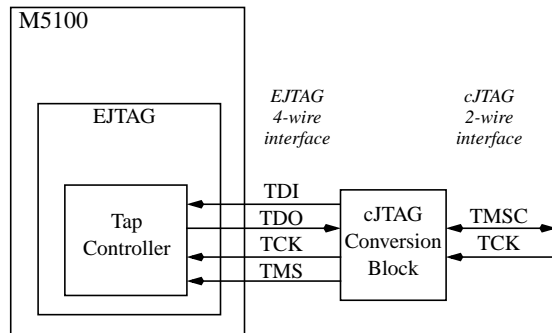 M5100
EJTAG
Tap
Controller
EJTAG
4-wire
interface
cJTAG
2-wire
interface
TDI
TDO
TCK
TMS
cJTAG
Conversion
Block
TMSC
TCK